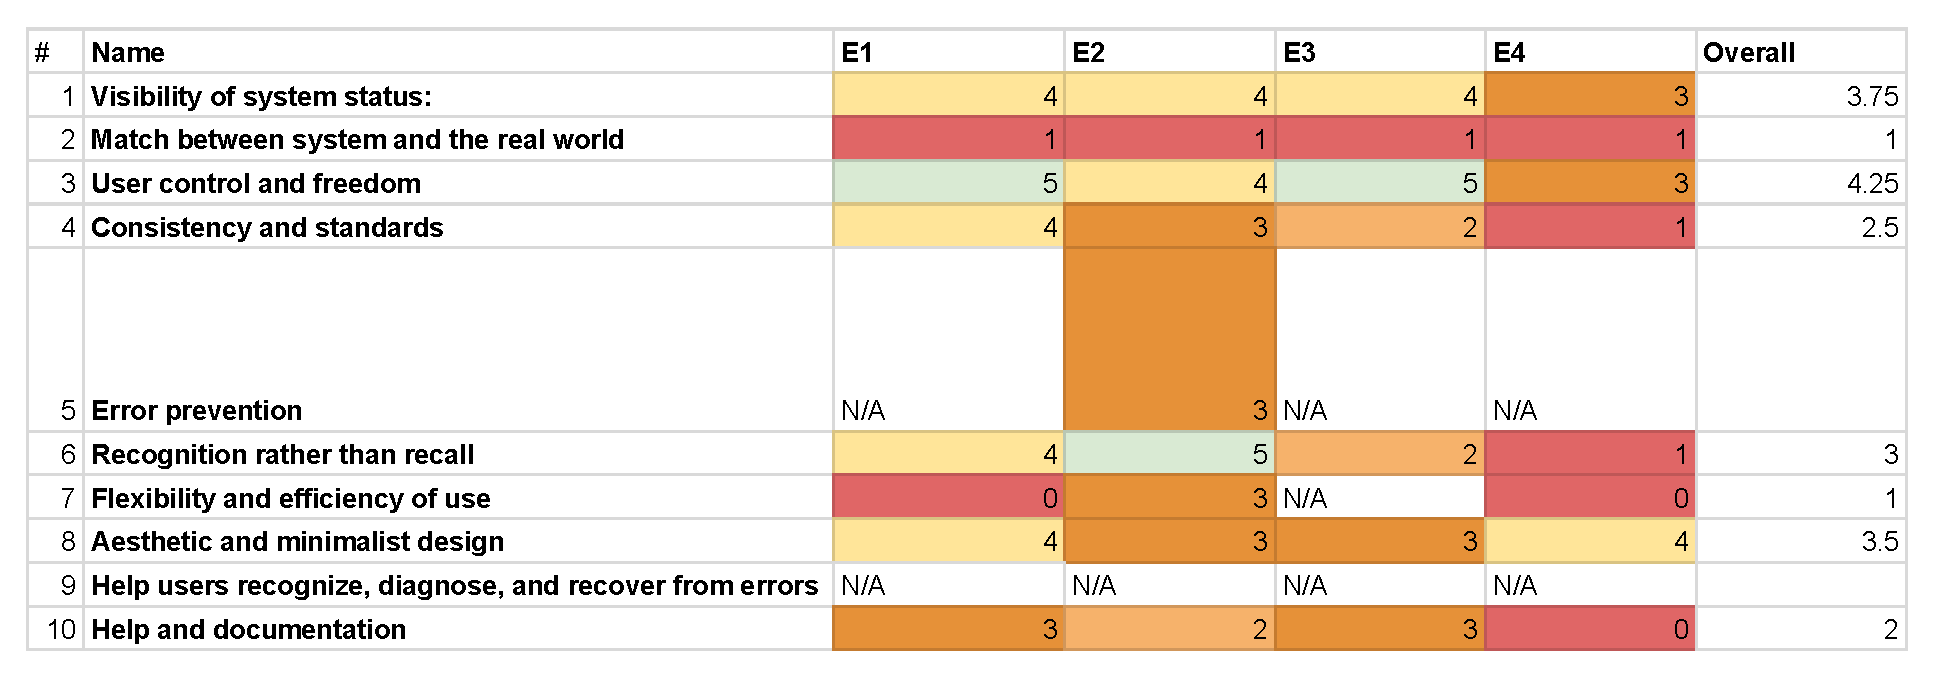 # Name E1 E2 E3 E4 Overall
1 Visibility of system status: 4 4 4 3 3.75
2 Match between system and the real world 1 1 1 1 1
3 User control and freedom 5 4 5 3 4.25
4 Consistency and standards 4 3 2 1 2.5
5 Error prevention N/A 3 N/A N/A
6 Recognition rather than recall 4 5 2 1 3
7 Flexibility and efficiency of use 0 3 N/A 0 1
8 Aesthetic and minimalist design 4 3 3 4 3.5
9 Help users recognize, diagnose, and recover from errors N/A N/A N/A N/A
10 Help and documentation 3 2 3 0 2